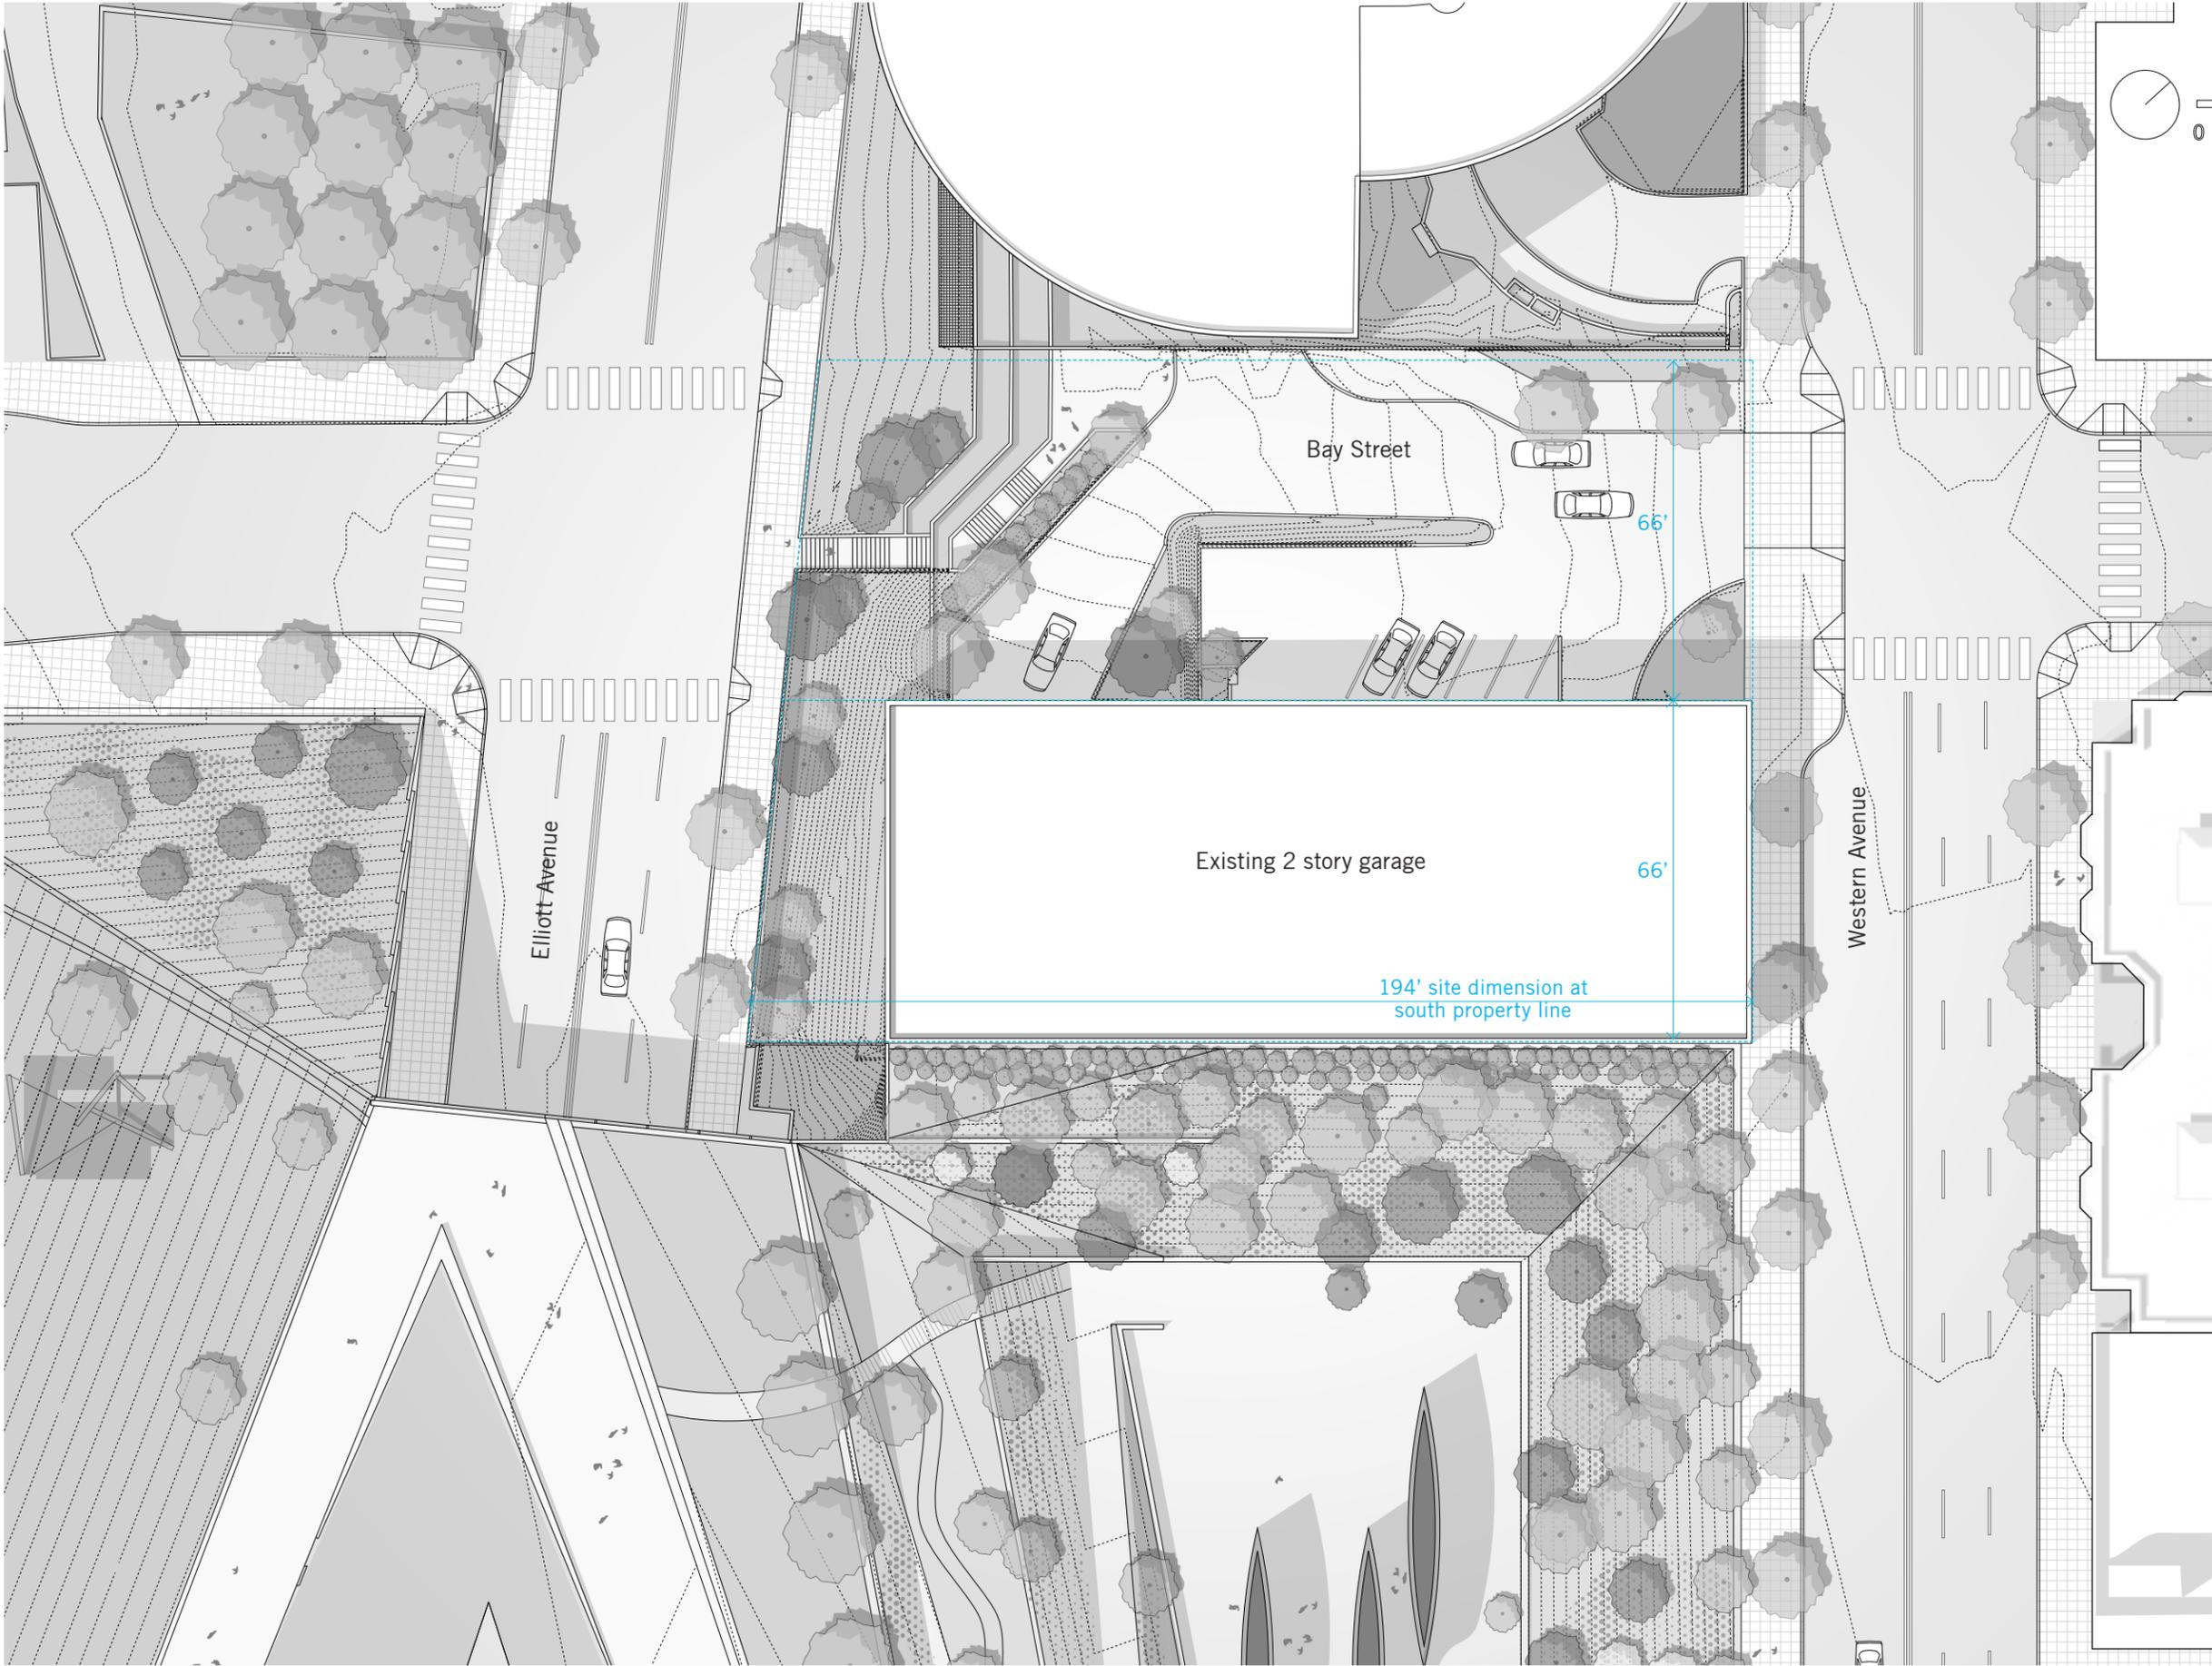 0
Bay Street
66’
Existing 2 story garage
66’
Elliott Avenue
Western Avenue
194’ site dimension at
south property line